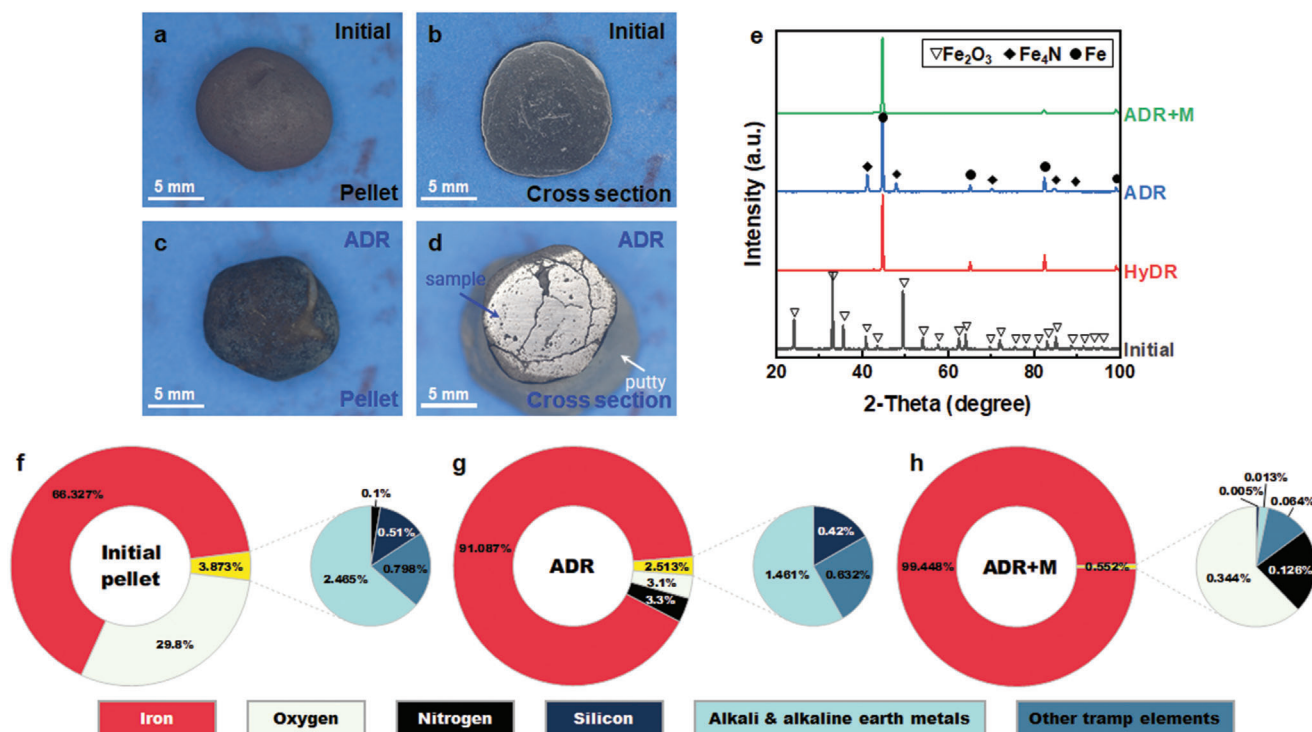 a
Initial
5 mm
Pellet
b
Initial
5 mm
Cross section
c
ADR
5 mm
Pellet
d
ADR
sample
putty
5 mm
Cross section
e
Fe₂O₃ Fe₄N Fe
ADR+M
ADR
HyDR
Initial
Intensity (a.u.)
20 40 60 80 100
2-Theta (degree)
f
66.327%
Initial
pellet
3.873%
29.8%
0.1%
0.51%
0.798%
2.465%
g
91.087%
ADR
2.513%
3.1%
3.3%
0.42%
0.632%
1.461%
h
99.448%
ADR+M
0.552%
0.005%
0.013%
0.064%
0.126%
0.344%
Iron
Oxygen
Nitrogen
Silicon
Alkali & alkaline earth metals
Other tramp elements